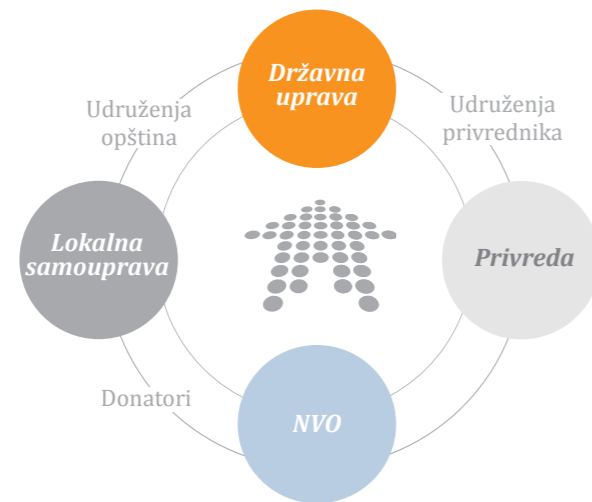 Državna
uprava
Udruženja
opština
Udruženja
privrednika
Lokalna
samouprava
Privreda
Donatori
NVO